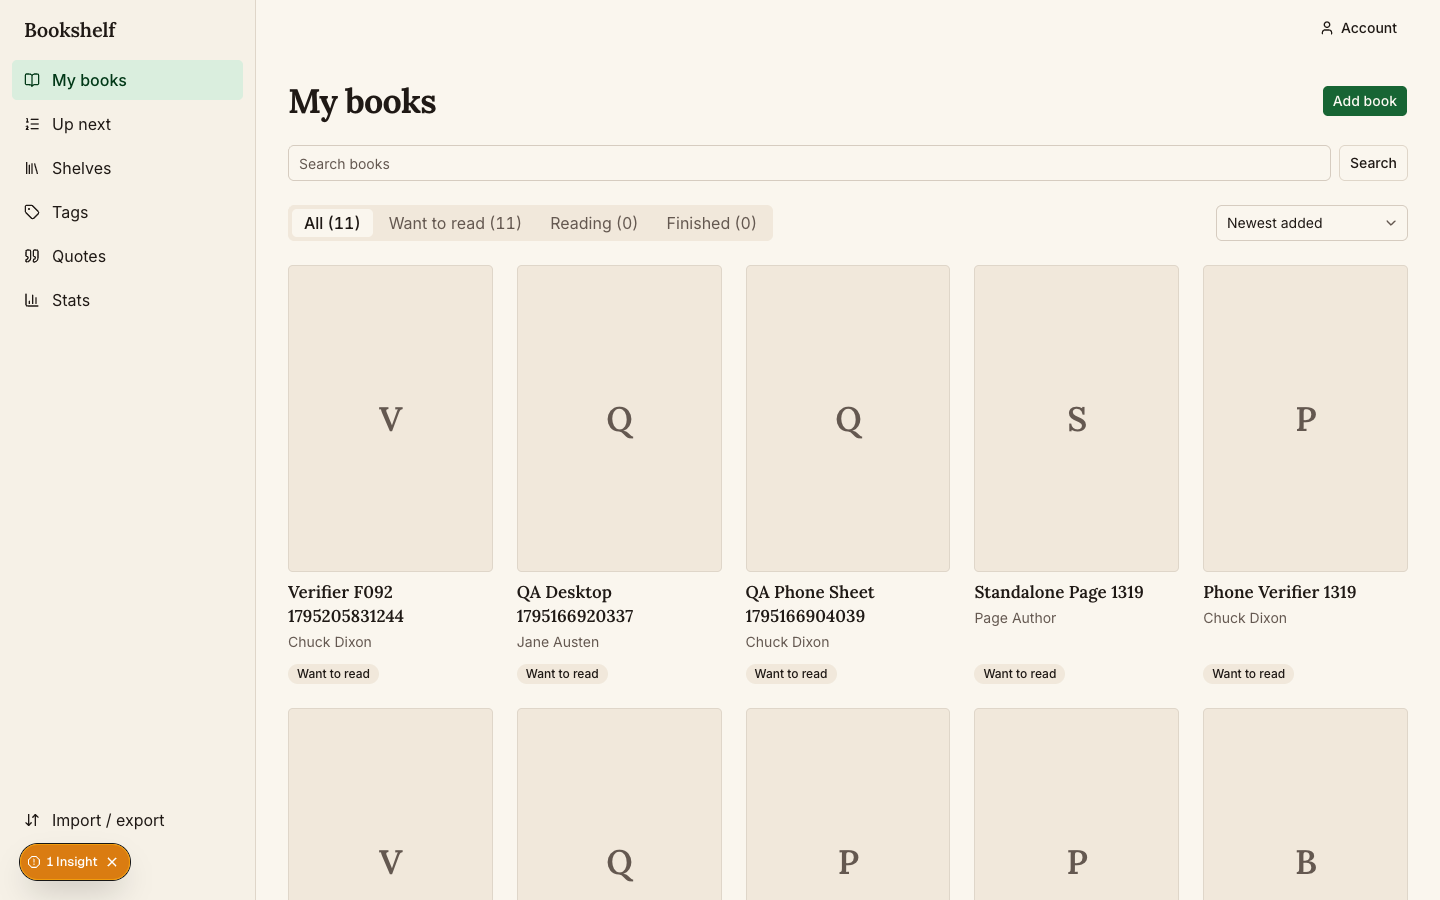 Bookshelf
My books
Up next
Shelves
Tags
Quotes
Stats
Import / export
1 Insight
Account
My books
Add book
Search books
Search
All (11)
Want to read (11)
Reading (0)
Finished (0)
Newest added
V
Q
Q
S
P
Verifier F092
1795205831244
Chuck Dixon
Want to read
QA Desktop
1795166920337
Jane Austen
Want to read
QA Phone Sheet
1795166904039
Chuck Dixon
Want to read
Standalone Page 1319
Page Author
Want to read
Phone Verifier 1319
Chuck Dixon
Want to read
V
Q
P
P
B